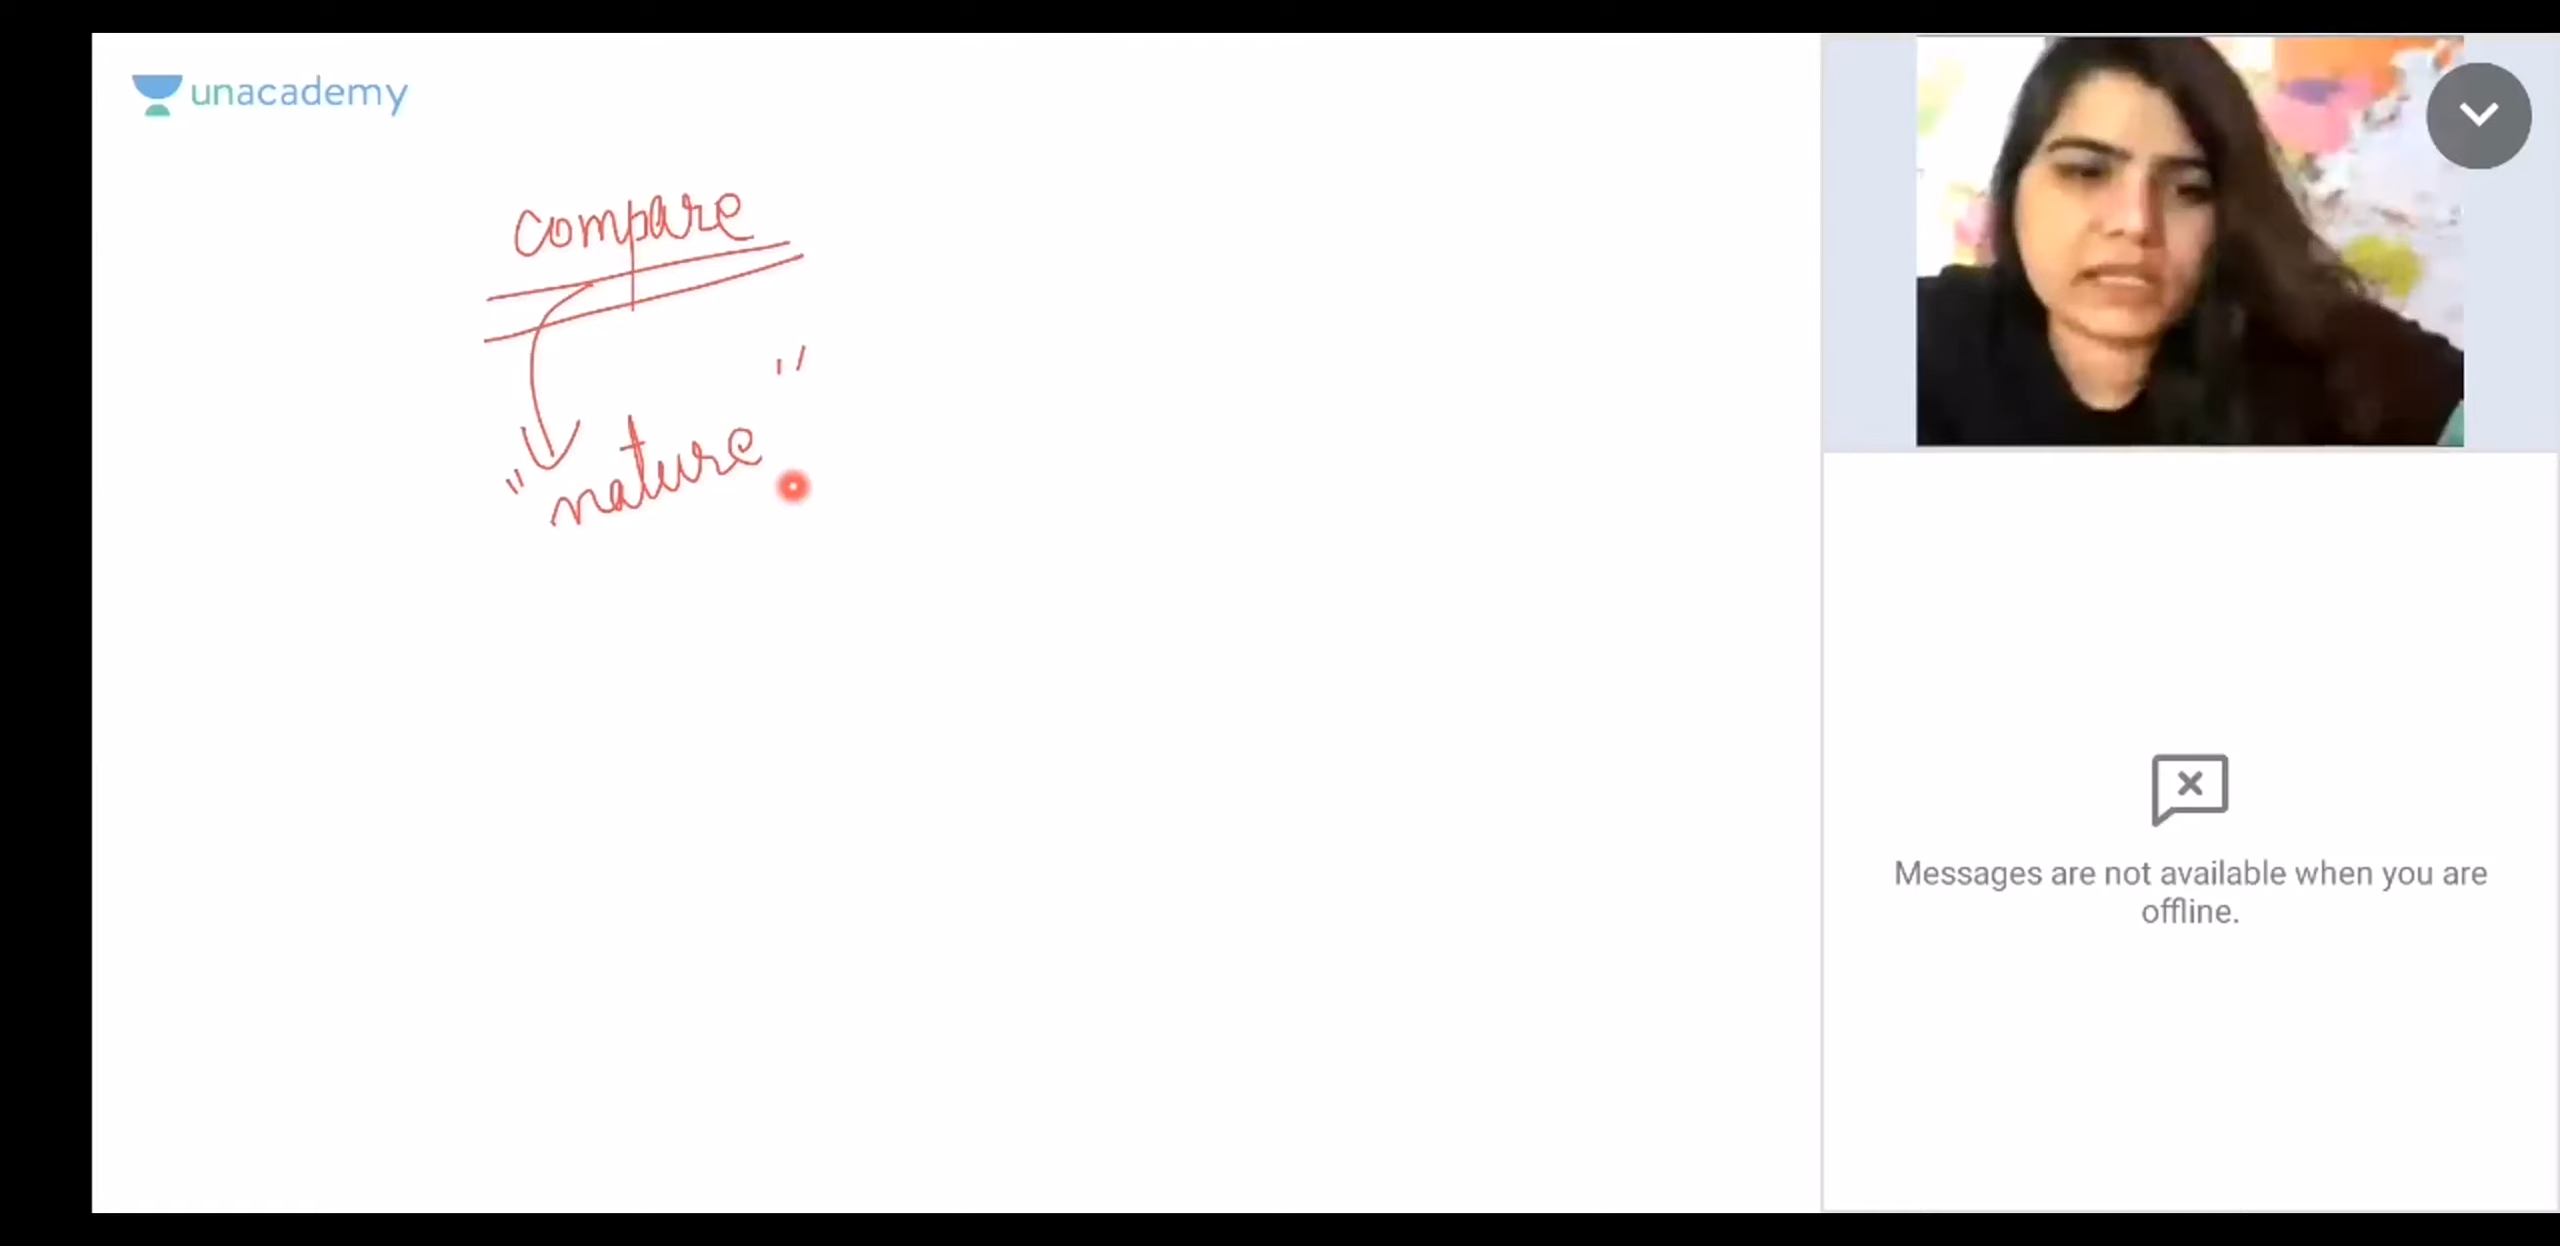 unacademy
compare
"nature"
Messages are not available when you are
offline.